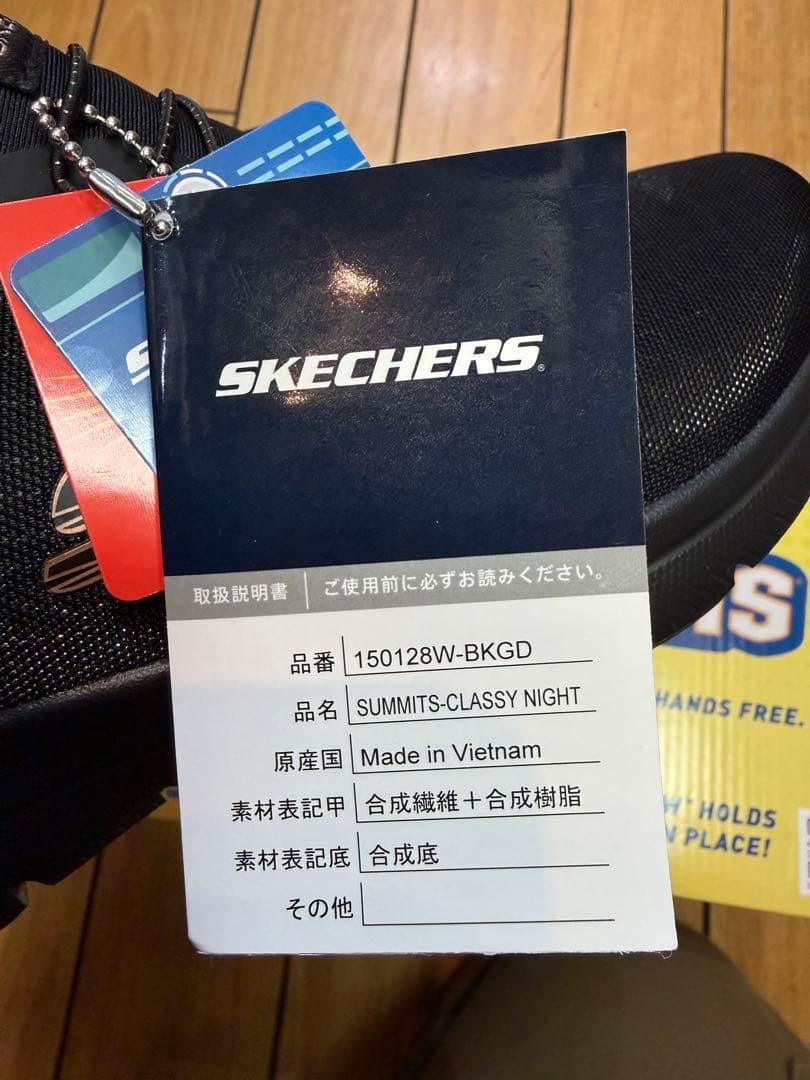 SKECHERS
取扱説明書 ご使用前に必ずお読みください。
品番 150128W-BKGD
品名 SUMMITS-CLASSY NIGHT
原産国 Made in Vietnam
素材表記甲 合成繊維+合成樹脂
素材表記底 合成底
その他
HANDS FREE.
HOLDS
PLACE!